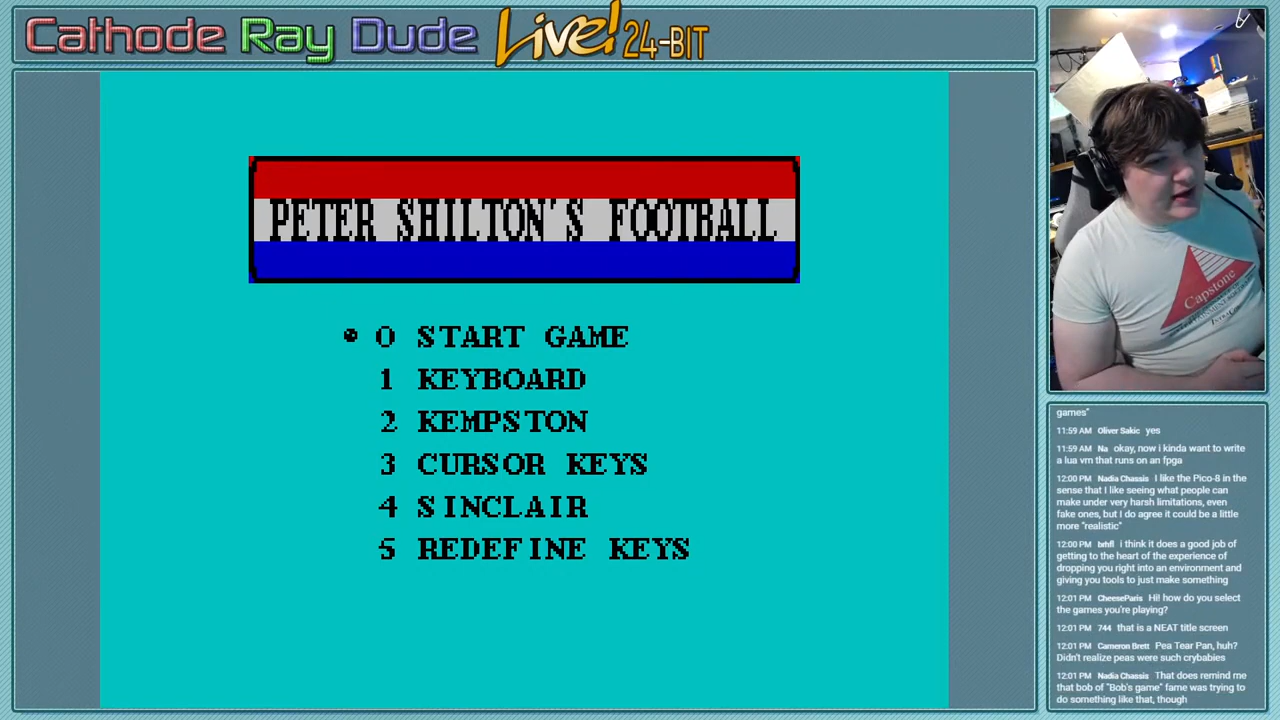 Cathode Ray Dude Live! 24-BIT
PETER SHILTON'S FOOTBALL
0 START GAME
1 KEYBOARD
2 KEMPSTON
3 CURSOR KEYS
4 SINCLAIR
5 REDEFINE KEYS
Capstone
games"
11:59 AM Oliver Sakic yes
11:59 AM Na okay, now i kinda want to write
a lua vm that runs on an fpga
12:00 PM Nadia Chassis I like the Pico-8 in the
sense that I like seeing what people can
make under very harsh limitations, even
fake ones, but I do agree it could be a little
more "realistic"
12:00 PM brhfl i think it does a good job of
getting to the heart of the experience of
dropping you right into an environment and
giving you tools to just make something
12:01 PM CheeseParis Hi! how do you select
the games you're playing?
12:01 PM 744 that is a NEAT title screen
12:01 PM Cameron Brett Pea Tear Pan, huh?
Didn't realize peas were such crybabies
12:01 PM Nadia Chassis That does remind me
that bob of "Bob's game" fame was trying to
do something like that, though